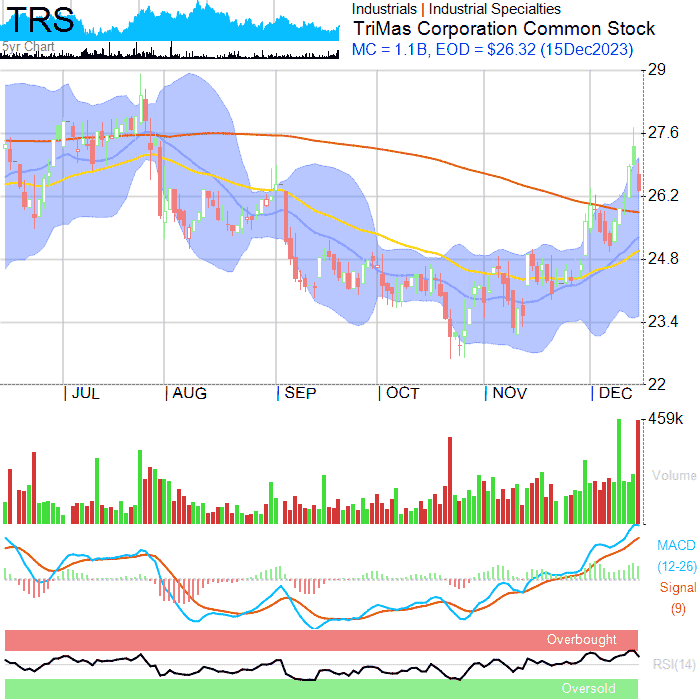 TRS
5yr Chart
Industrials | Industrial Specialties
TriMas Corporation Common Stock
MC = 1.1B, EOD = $26.32 (15Dec2023)
29
27.6
26.2
24.8
23.4
22
JUL
AUG
SEP
OCT
NOV
DEC
459k
Volume
MACD
(12-26)
Signal
(9)
Overbought
RSI(14)
Oversold